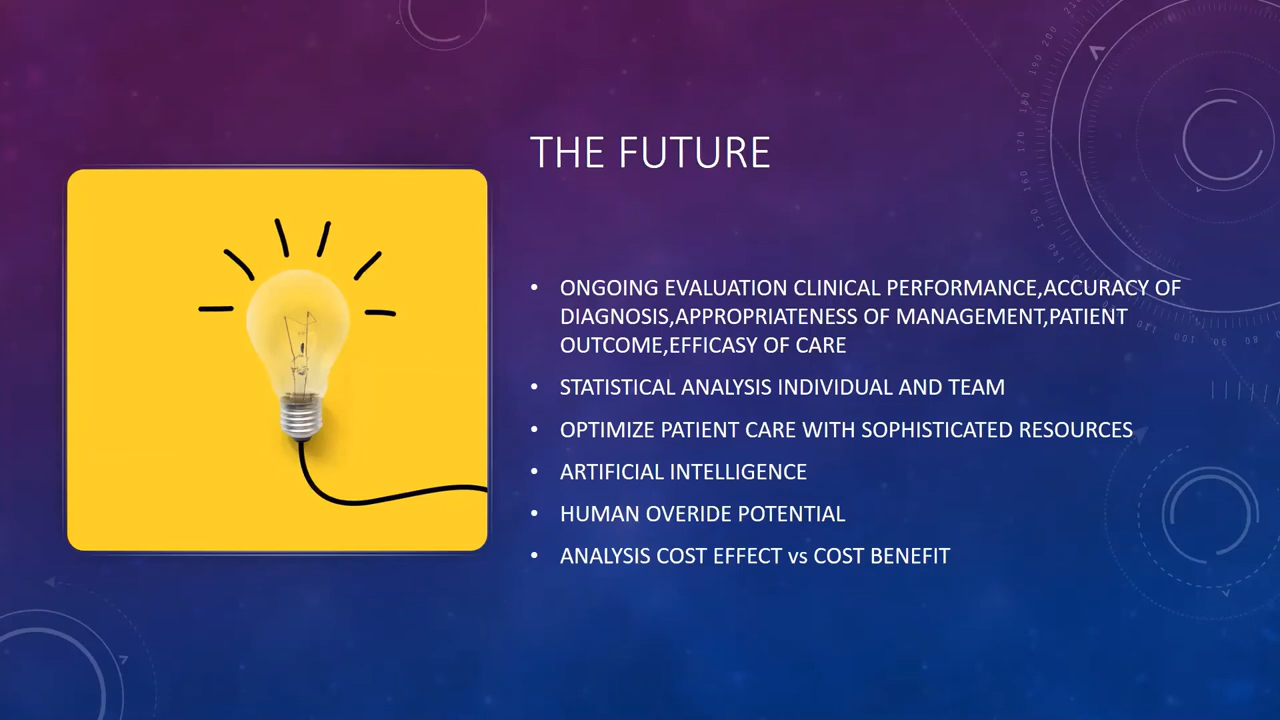 THE FUTURE
• ONGOING EVALUATION CLINICAL PERFORMANCE,ACCURACY OF
DIAGNOSIS,APPROPRIATENESS OF MANAGEMENT,PATIENT
OUTCOME,EFFICASY OF CARE
• STATISTICAL ANALYSIS INDIVIDUAL AND TEAM
• OPTIMIZE PATIENT CARE WITH SOPHISTICATED RESOURCES
• ARTIFICIAL INTELLIGENCE
• HUMAN OVERIDE POTENTIAL
• ANALYSIS COST EFFECT vs COST BENEFIT